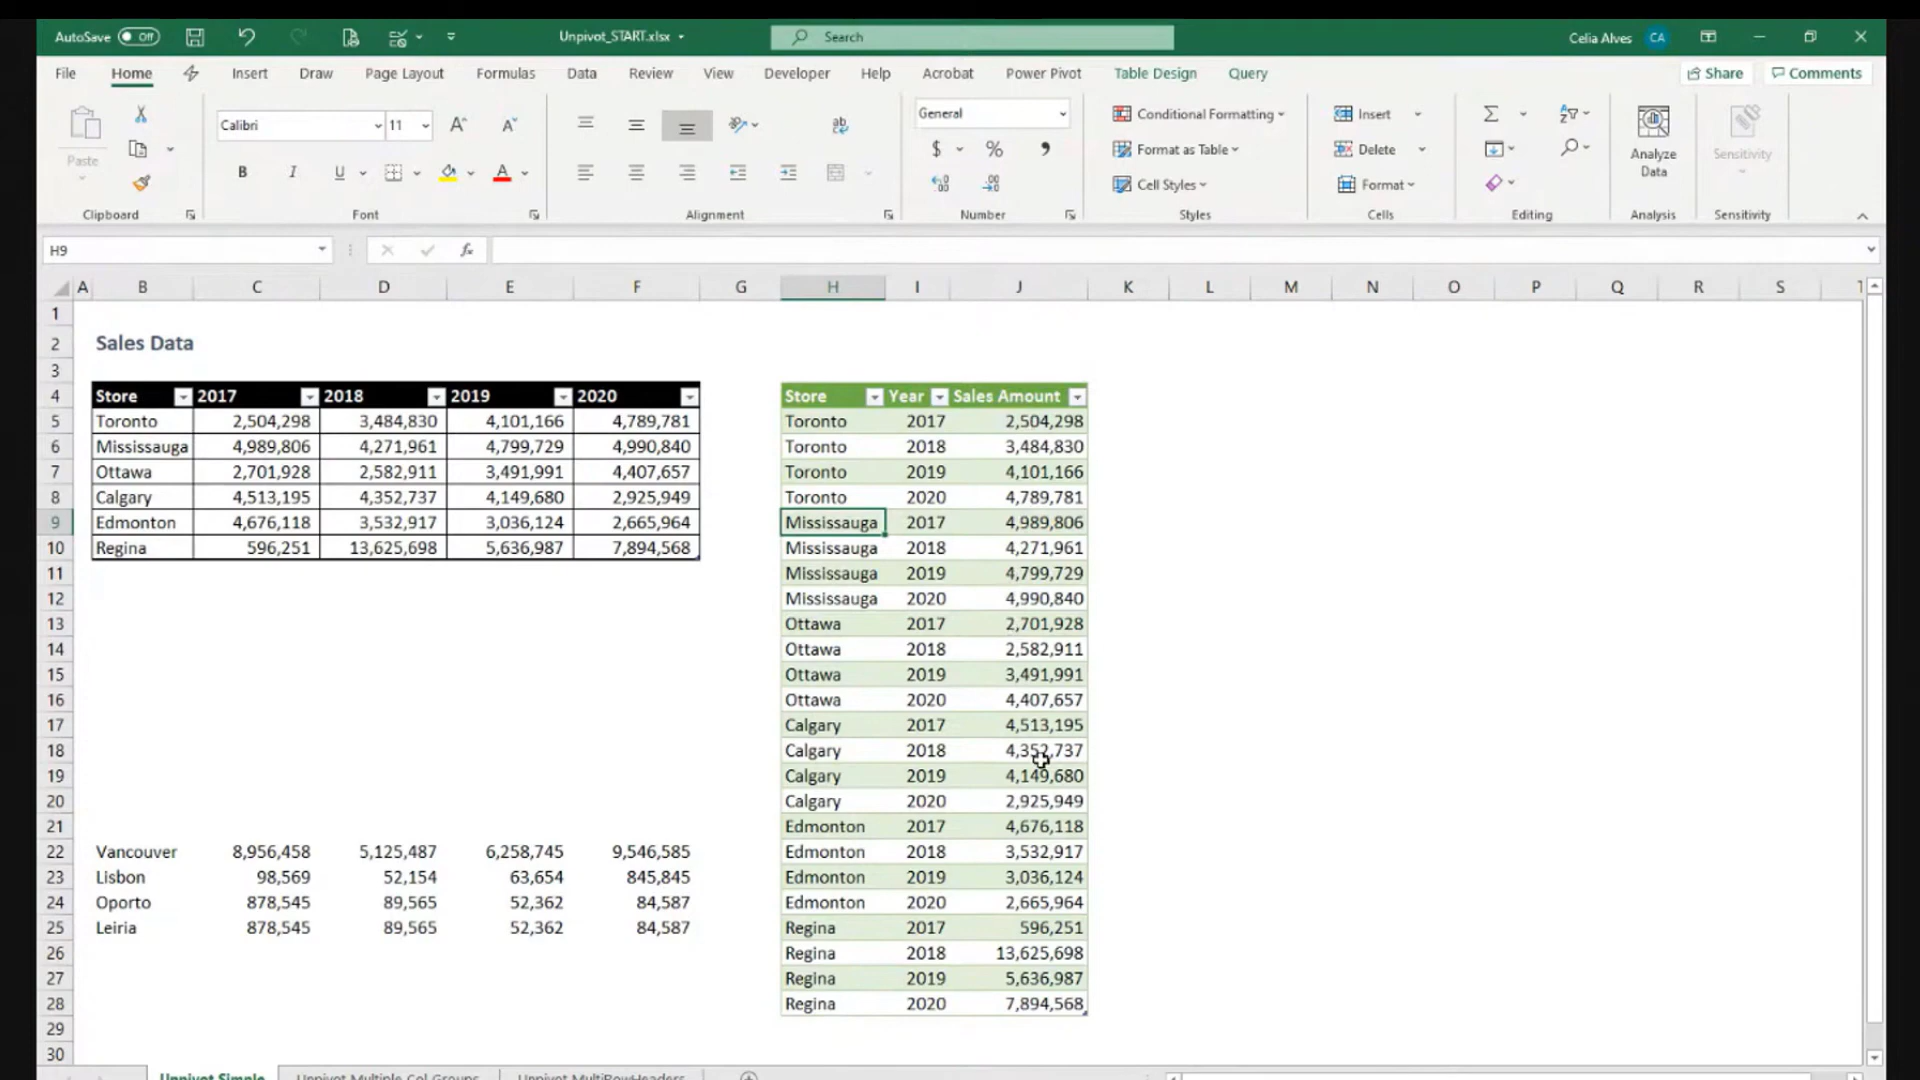 AutoSave Off Unpivot_START.xlsx Search Celia Alves CA
File Home Insert Draw Page Layout Formulas Data Review View Developer Help Acrobat Power Pivot Table Design Query Share Comments
Calibri 11 General Conditional Formatting Insert
Paste $ % Format as Table Delete Analyze Data Sensitivity
B I U A Cell Styles Format
Clipboard Font Alignment Number Styles Cells Editing Analysis Sensitivity
H9 fx
A B C D E F G H I J K L M N O P Q R S
1
2 Sales Data
3
4 Store 2017 2018 2019 2020 Store Year Sales Amount
5 Toronto 2,504,298 3,484,830 4,101,166 4,789,781 Toronto 2017 2,504,298
6 Mississauga 4,989,806 4,271,961 4,799,729 4,990,840 Toronto 2018 3,484,830
7 Ottawa 2,701,928 2,582,911 3,491,991 4,407,657 Toronto 2019 4,101,166
8 Calgary 4,513,195 4,352,737 4,149,680 2,925,949 Toronto 2020 4,789,781
9 Edmonton 4,676,118 3,532,917 3,036,124 2,665,964 Mississauga 2017 4,989,806
10 Regina 596,251 13,625,698 5,636,987 7,894,568 Mississauga 2018 4,271,961
11 Mississauga 2019 4,799,729
12 Mississauga 2020 4,990,840
13 Ottawa 2017 2,701,928
14 Ottawa 2018 2,582,911
15 Ottawa 2019 3,491,991
16 Ottawa 2020 4,407,657
17 Calgary 2017 4,513,195
18 Calgary 2018 4,352,737
19 Calgary 2019 4,149,680
20 Calgary 2020 2,925,949
21 Edmonton 2017 4,676,118
22 Vancouver 8,956,458 5,125,487 6,258,745 9,546,585 Edmonton 2018 3,532,917
23 Lisbon 98,569 52,154 63,654 845,845 Edmonton 2019 3,036,124
24 Oporto 878,545 89,565 52,362 84,587 Edmonton 2020 2,665,964
25 Leiria 878,545 89,565 52,362 84,587 Regina 2017 596,251
26 Regina 2018 13,625,698
27 Regina 2019 5,636,987
28 Regina 2020 7,894,568
29
30
Unpivot Simple Unpivot Multiple Col Groups Unpivot MultiRowHeaders